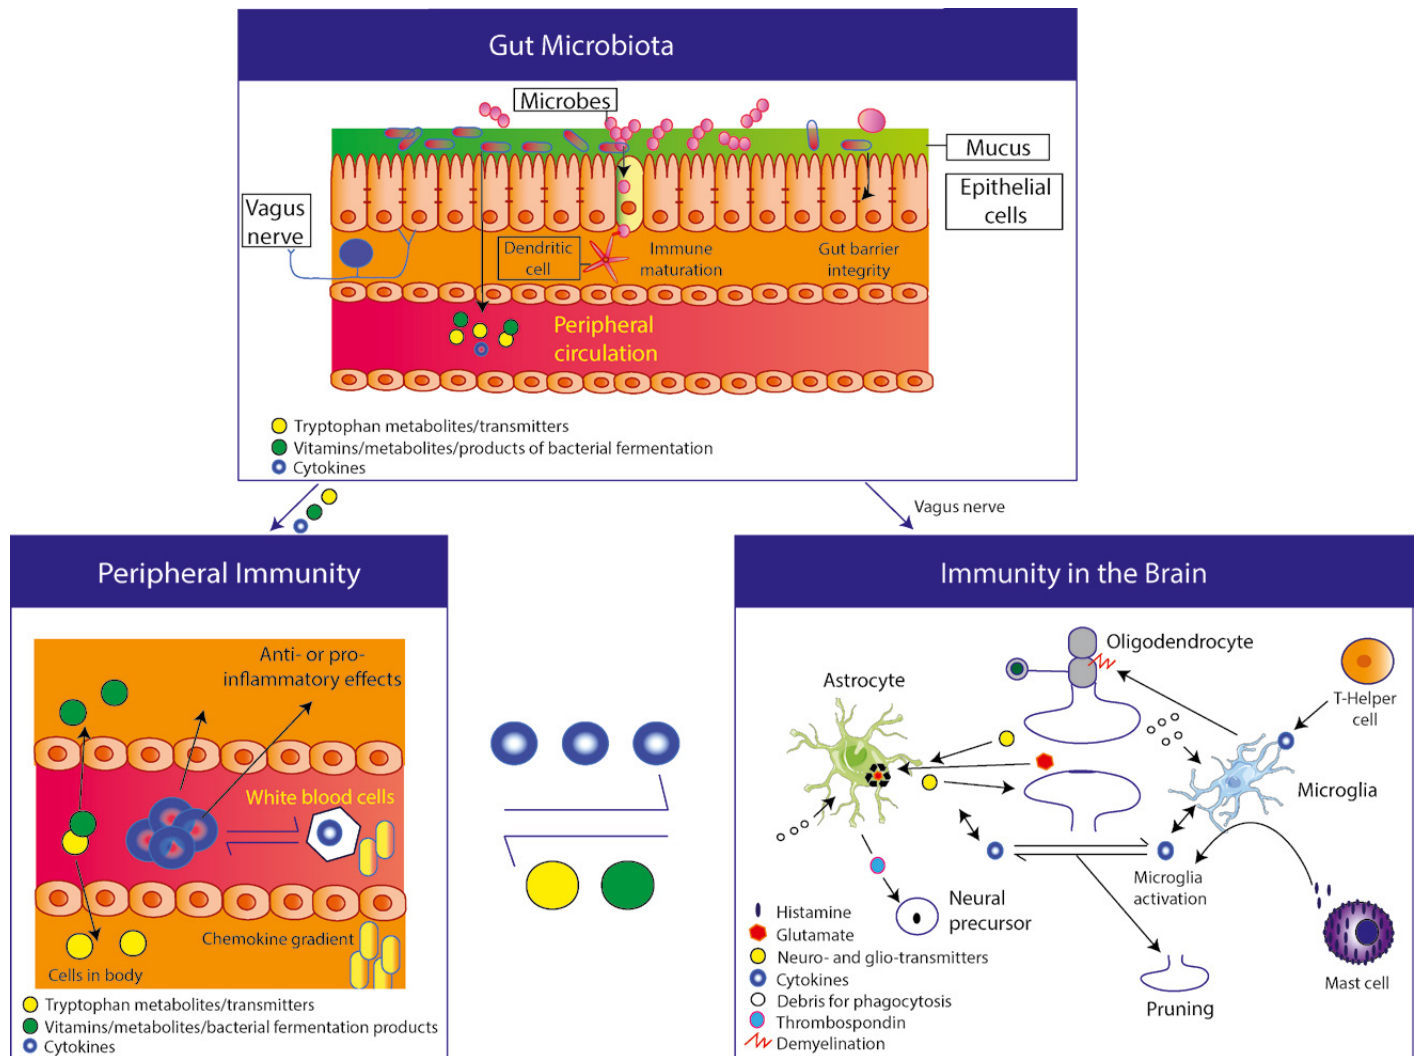 Gut Microbiota
Microbes
Mucus
Epithelial
cells
Vagus
nerve
Dendritic
cell
Immune
maturation
Gut barrier
integrity
Peripheral
circulation
Tryptophan metabolites/transmitters
Vitamins/metabolites/products of bacterial fermentation
Cytokines
Vagus nerve
Peripheral Immunity
Anti- or pro-
inflammatory effects
White blood cells
Chemokine gradient
Cells in body
Tryptophan metabolites/transmitters
Vitamins/metabolites/bacterial fermentation products
Cytokines
Immunity in the Brain
Oligodendrocyte
Astrocyte
T-Helper
cell
Microglia
Microglia
activation
Neural
precursor
Histamine
Glutamate
Neuro- and glio-transmitters
Cytokines
Debris for phagocytosis
Thrombospondin
Demyelination
Pruning
Mast cell